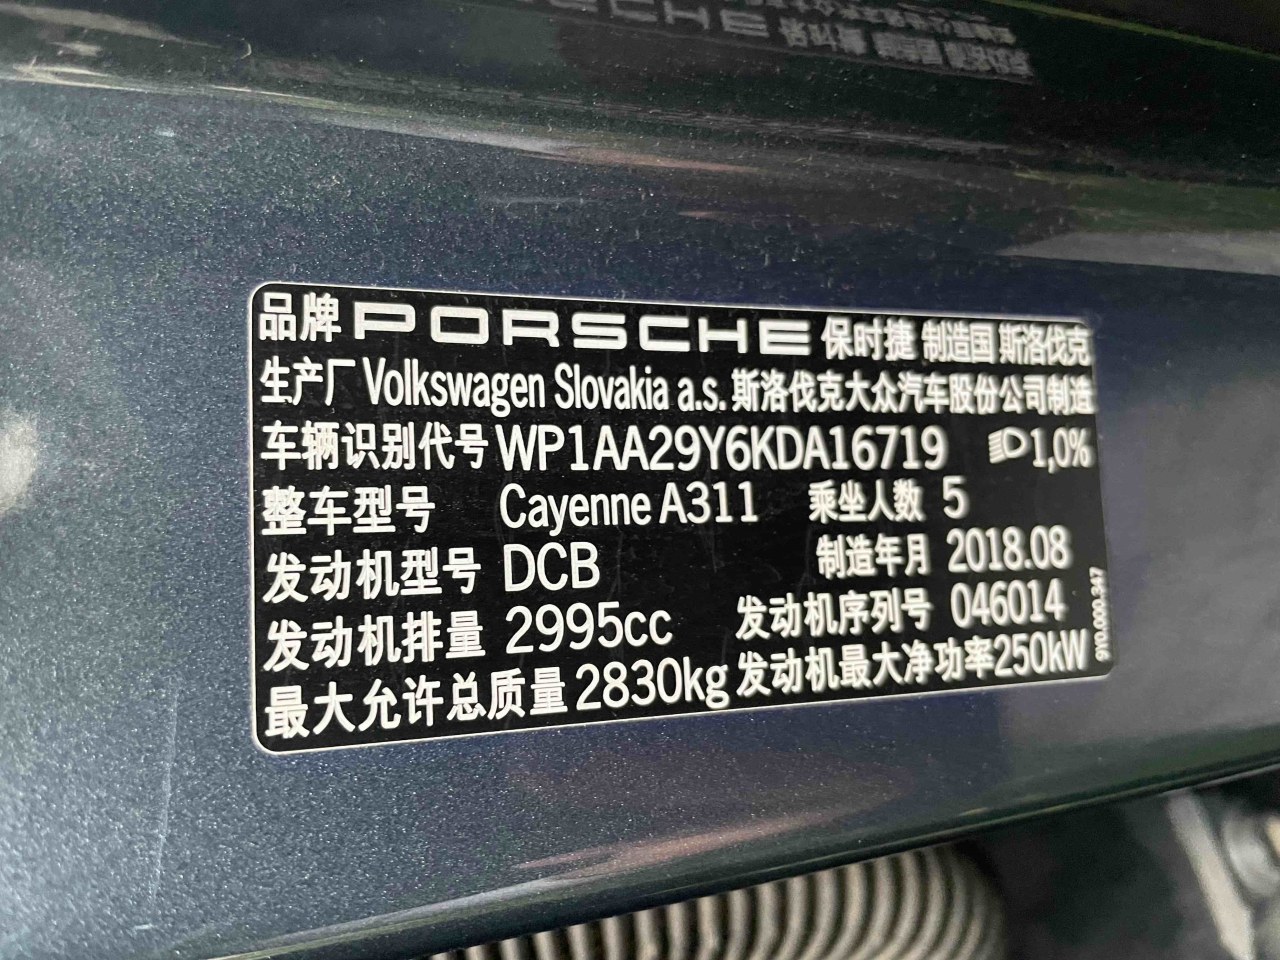 品牌 PORSCHE 保时捷 制造国 斯洛伐克
生产厂 Volkswagen Slovakia a.s. 斯洛伐克大众汽车股份公司制造
车辆识别代号 WP1AA29Y6KDA16719 1,0%
整车型号 Cayenne A311 乘坐人数 5
发动机型号 DCB 制造年月 2018.08
发动机排量 2995cc 发动机序列号 046014
最大允许总质量 2830kg 发动机最大净功率 250kW
9Y0.000.347